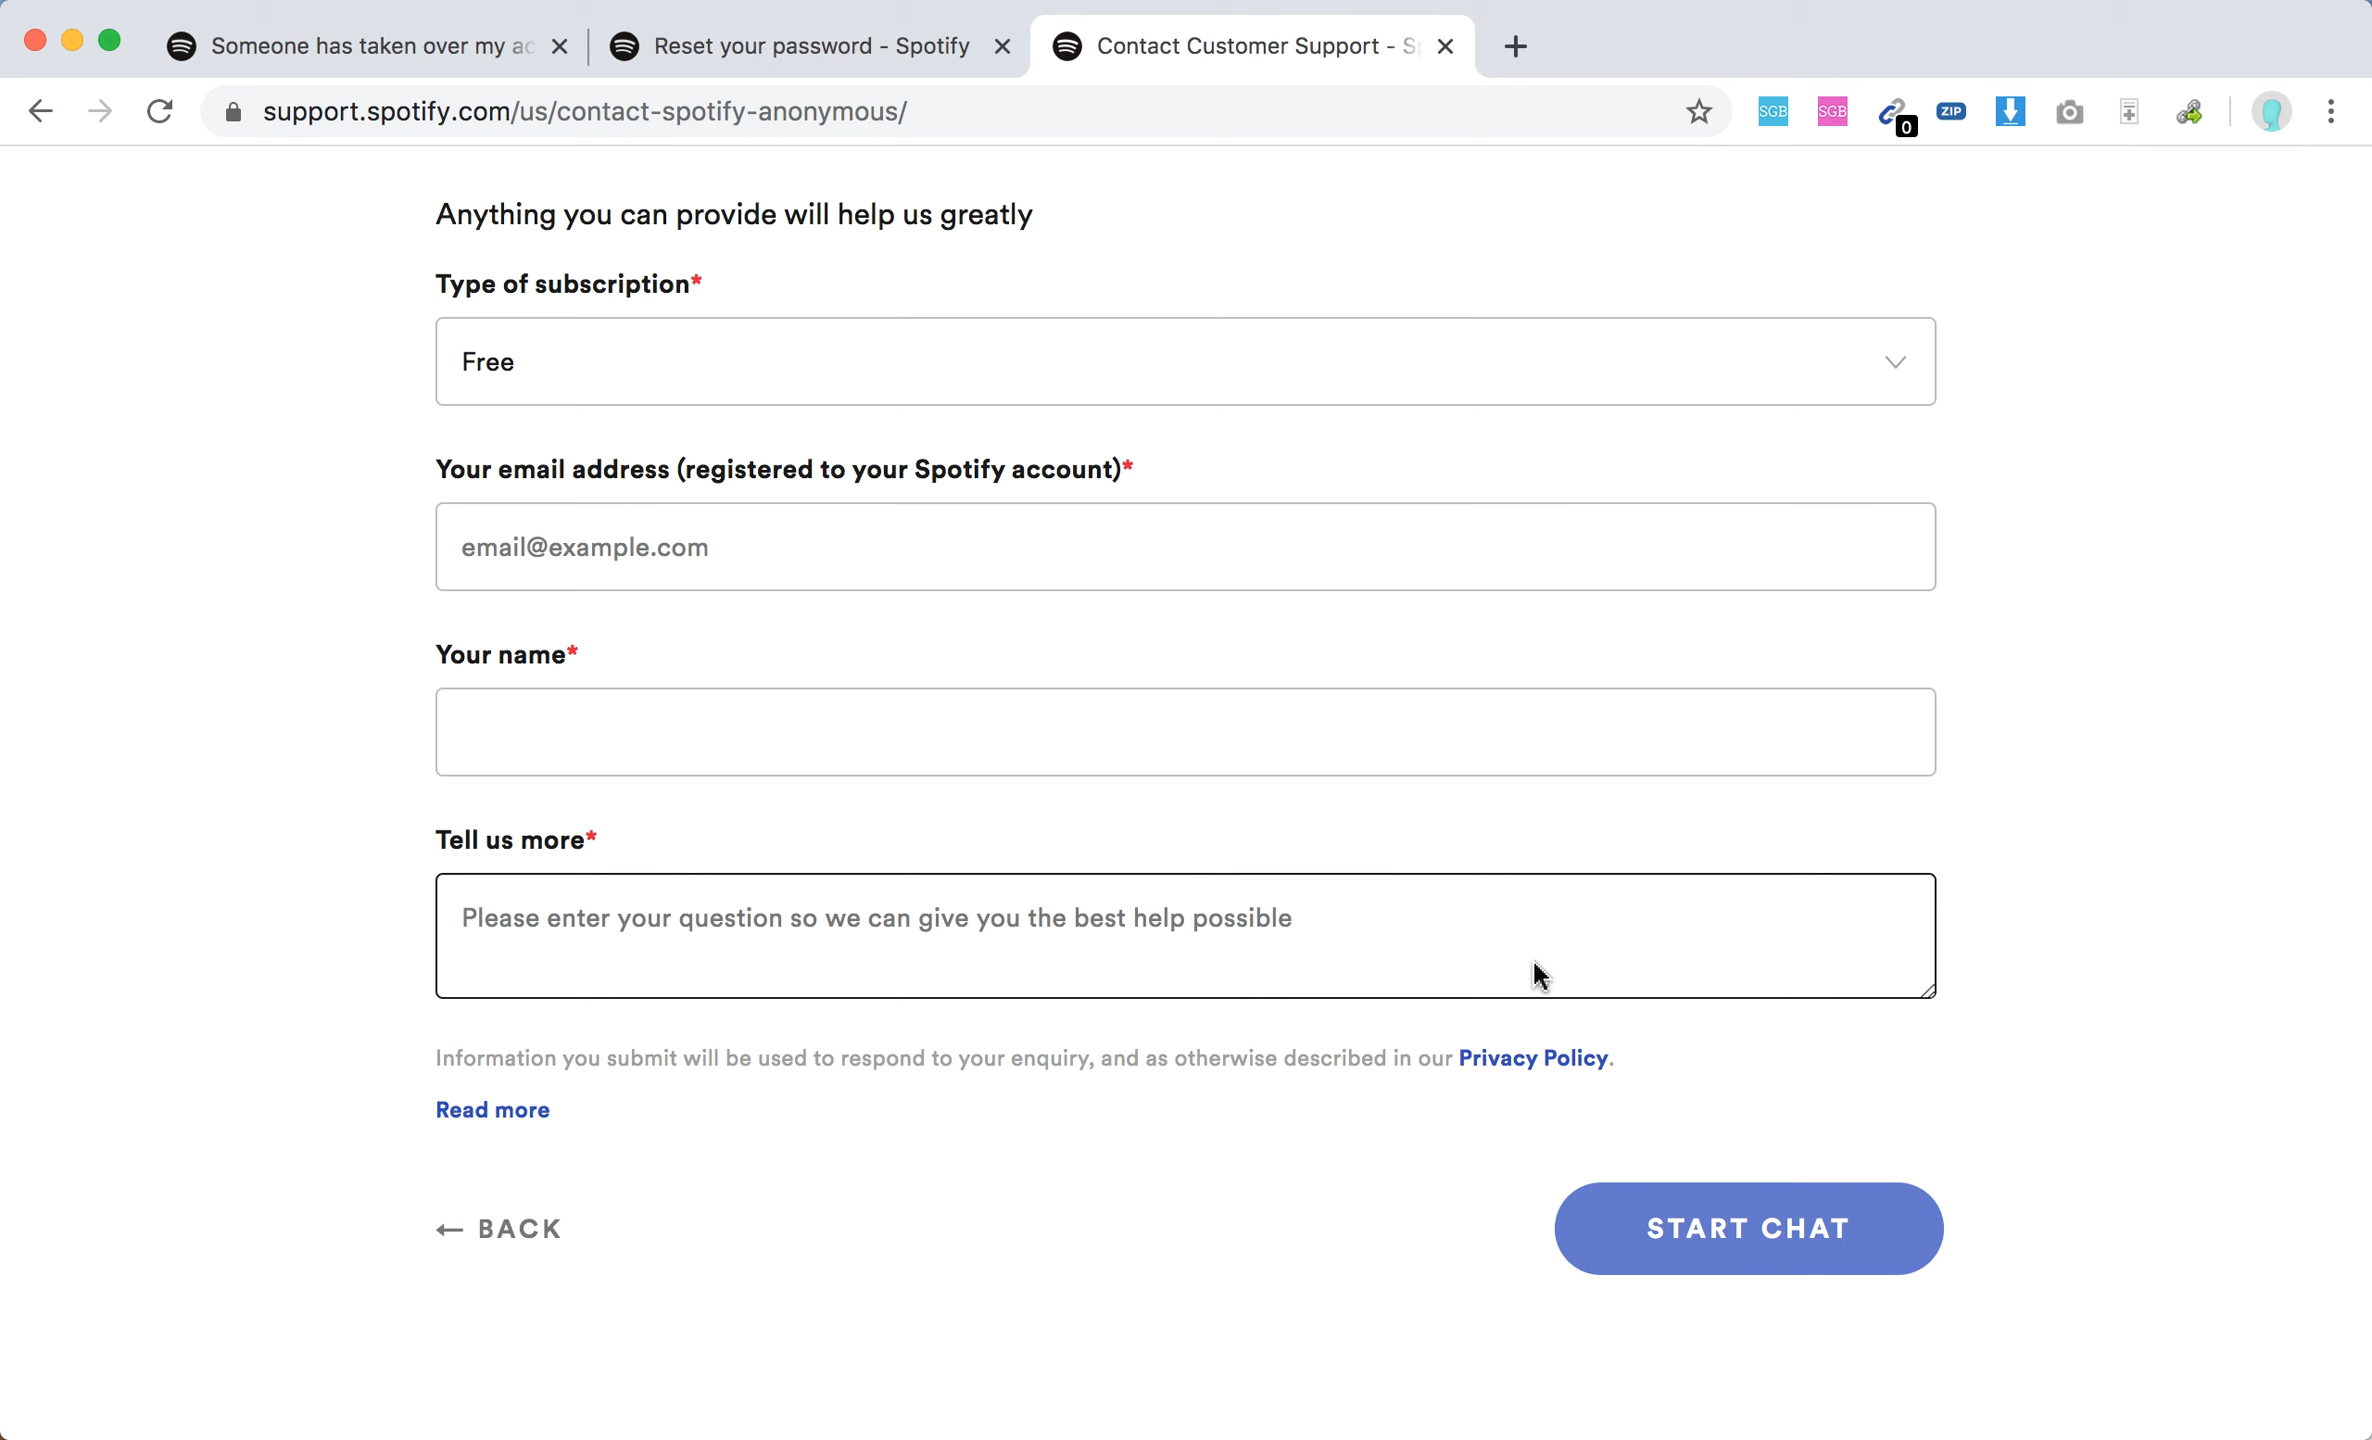 Someone has taken over my ac
Reset your password - Spotify
Contact Customer Support - S
support.spotify.com/us/contact-spotify-anonymous/
SGB
SGB
0
ZIP
Anything you can provide will help us greatly
Type of subscription*
Free
Your email address (registered to your Spotify account)*
email@example.com
Your name*
Tell us more*
Please enter your question so we can give you the best help possible
Information you submit will be used to respond to your enquiry, and as otherwise described in our Privacy Policy.
Read more
← BACK
START CHAT